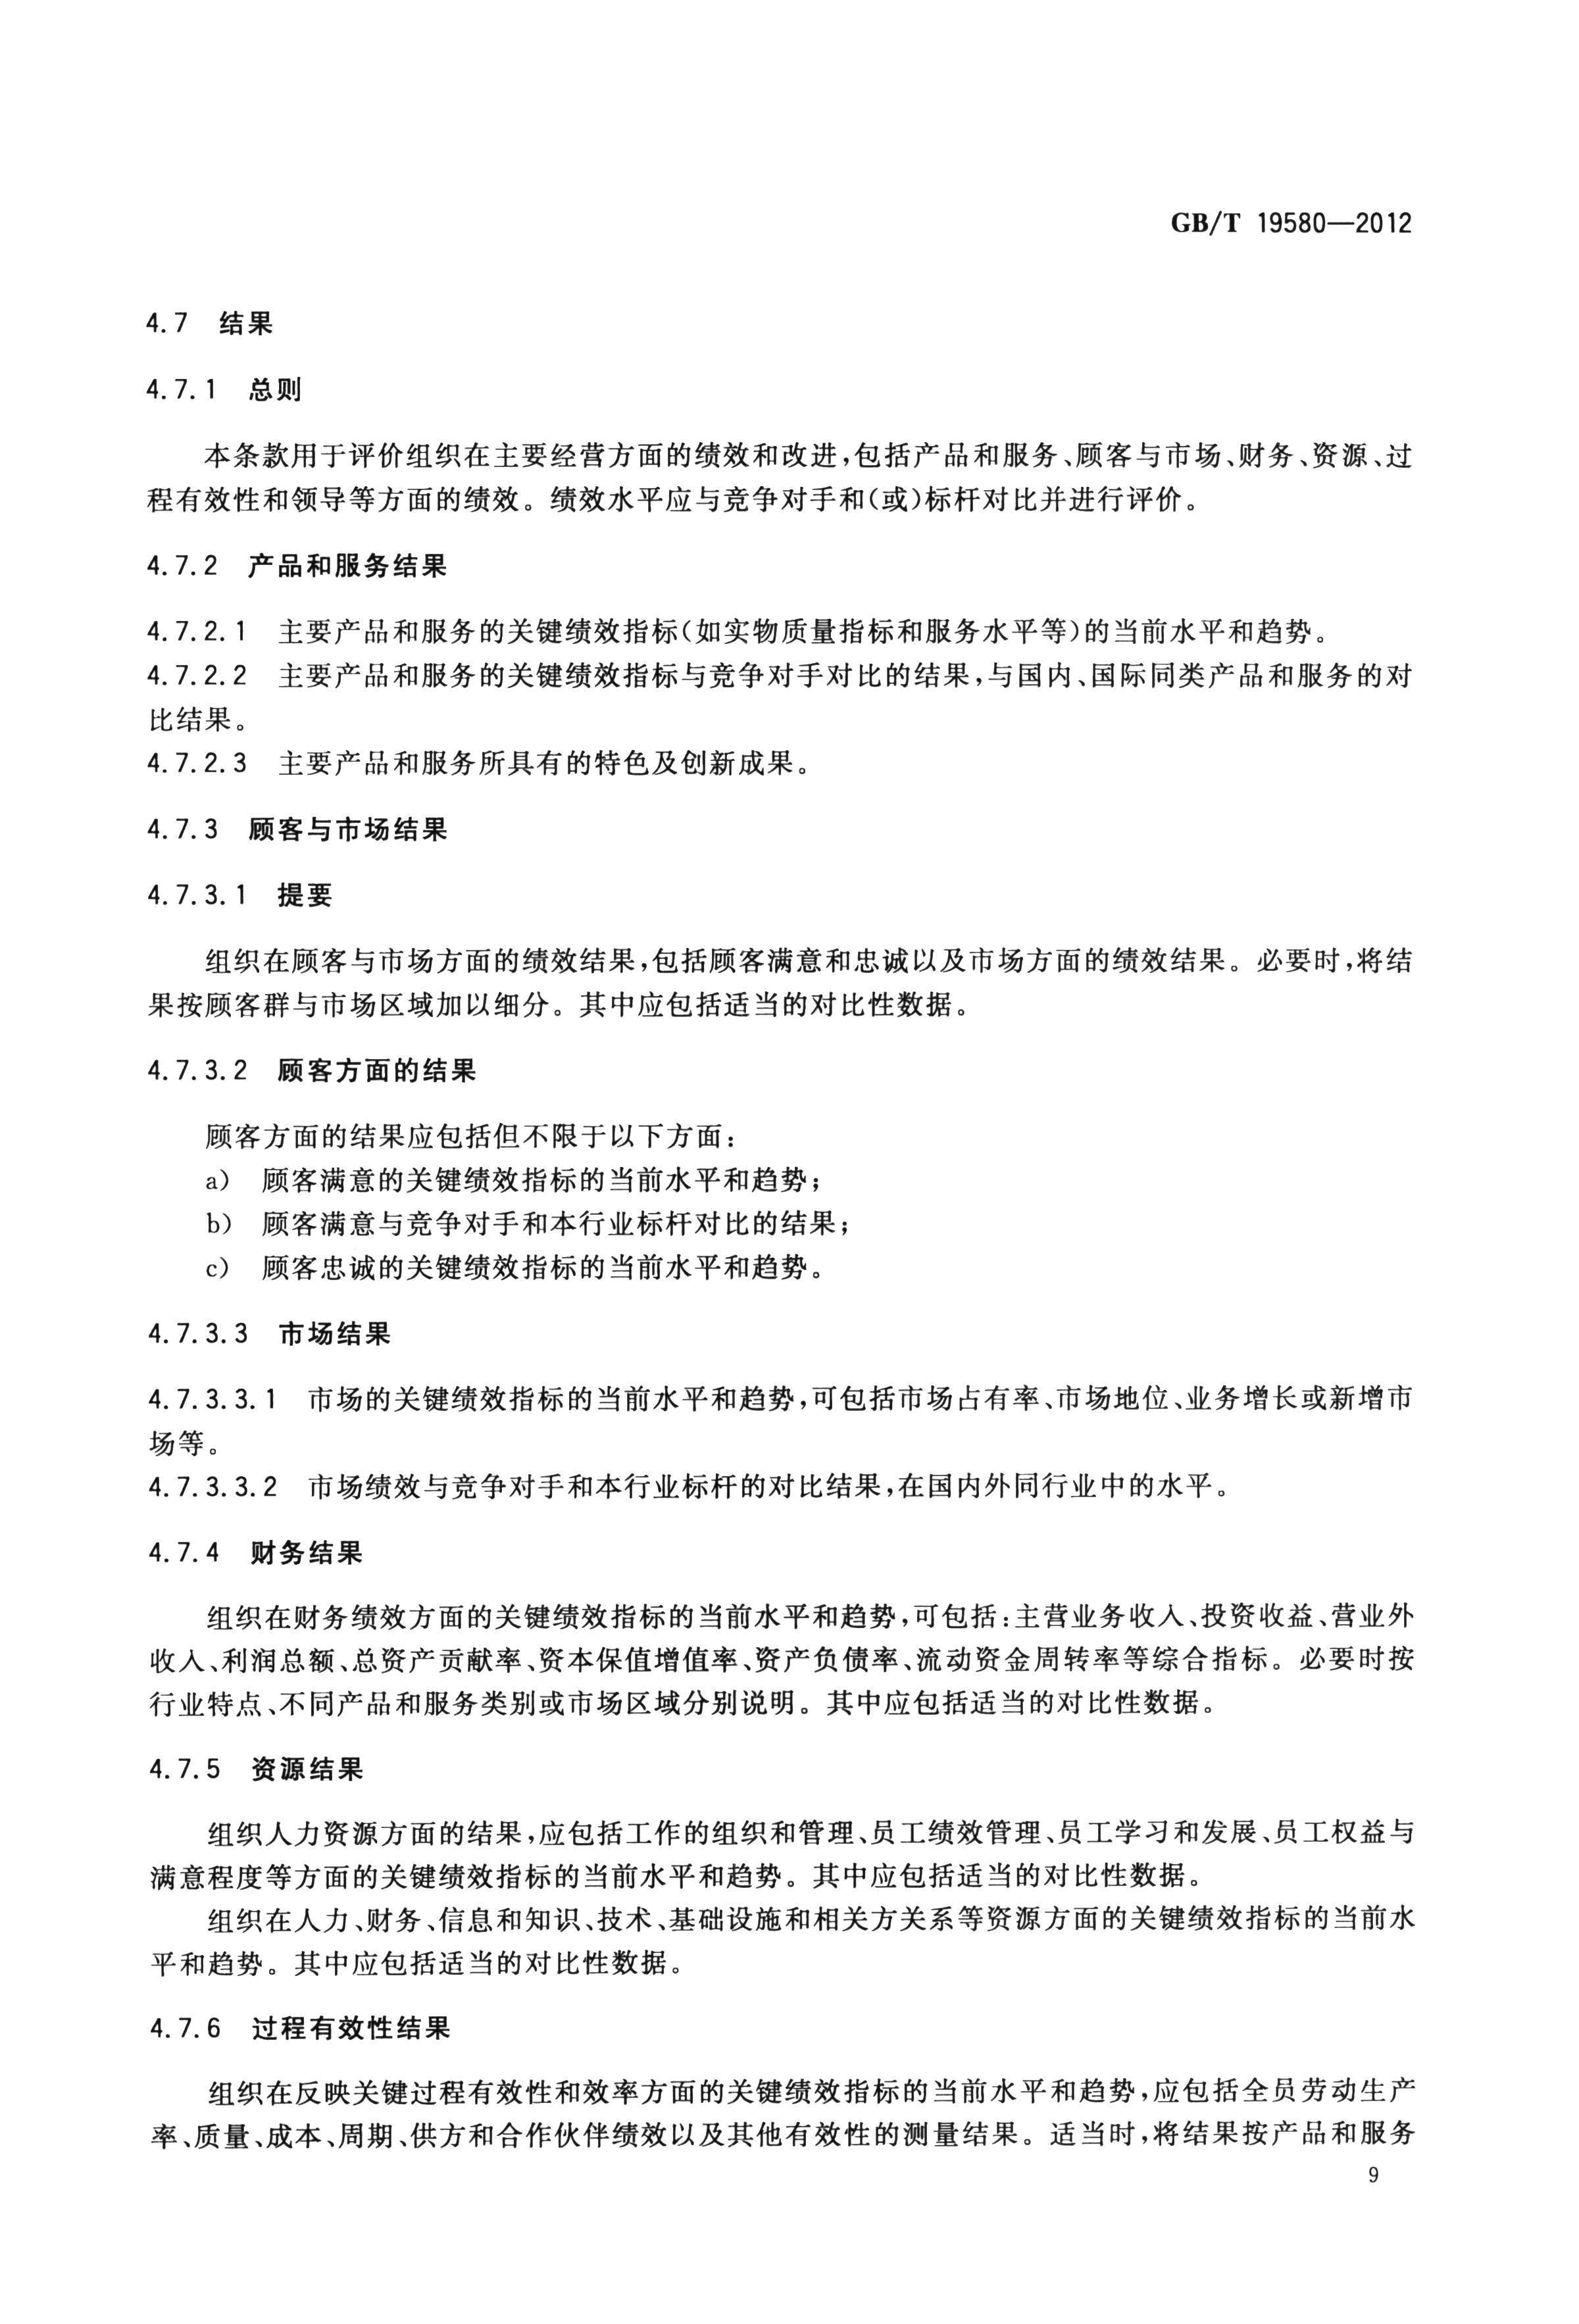 GB/T 19580—2012
4.7 结果
4.7.1 总则
本条款用于评价组织在主要经营方面的绩效和改进,包括产品和服务、顾客与市场、财务、资源、过
程有效性和领导等方面的绩效。绩效水平应与竞争对手和(或)标杆对比并进行评价。
4.7.2 产品和服务结果
4.7.2.1 主要产品和服务的关键绩效指标(如实物质量指标和服务水平等)的当前水平和趋势。
4.7.2.2 主要产品和服务的关键绩效指标与竞争对手对比的结果,与国内、国际同类产品和服务的对
比结果。
4.7.2.3 主要产品和服务所具有的特色及创新成果。
4.7.3 顾客与市场结果
4.7.3.1 提要
组织在顾客与市场方面的绩效结果,包括顾客满意和忠诚以及市场方面的绩效结果。必要时,将结
果按顾客群与市场区域加以细分。其中应包括适当的对比性数据。
4.7.3.2 顾客方面的结果
顾客方面的结果应包括但不限于以下方面:
a) 顾客满意的关键绩效指标的当前水平和趋势;
b) 顾客满意与竞争对手和本行业标杆对比的结果;
c) 顾客忠诚的关键绩效指标的当前水平和趋势。
4.7.3.3 市场结果
4.7.3.3.1 市场的关键绩效指标的当前水平和趋势,可包括市场占有率、市场地位、业务增长或新增市
场等。
4.7.3.3.2 市场绩效与竞争对手和本行业标杆的对比结果,在国内外同行业中的水平。
4.7.4 财务结果
组织在财务绩效方面的关键绩效指标的当前水平和趋势,可包括:主营业务收入、投资收益、营业外
收入、利润总额、总资产贡献率、资本保值增值率、资产负债率、流动资金周转率等综合指标。必要时按
行业特点、不同产品和服务类别或市场区域分别说明。其中应包括适当的对比性数据。
4.7.5 资源结果
组织人力资源方面的结果,应包括工作的组织和管理、员工绩效管理、员工学习和发展、员工权益与
满意程度等方面的关键绩效指标的当前水平和趋势。其中应包括适当的对比性数据。
组织在人力、财务、信息和知识、技术、基础设施和相关方关系等资源方面的关键绩效指标的当前水
平和趋势。其中应包括适当的对比性数据。
4.7.6 过程有效性结果
组织在反映关键过程有效性和效率方面的关键绩效指标的当前水平和趋势,应包括全员劳动生产
率、质量、成本、周期、供方和合作伙伴绩效以及其他有效性的测量结果。适当时,将结果按产品和服务
9